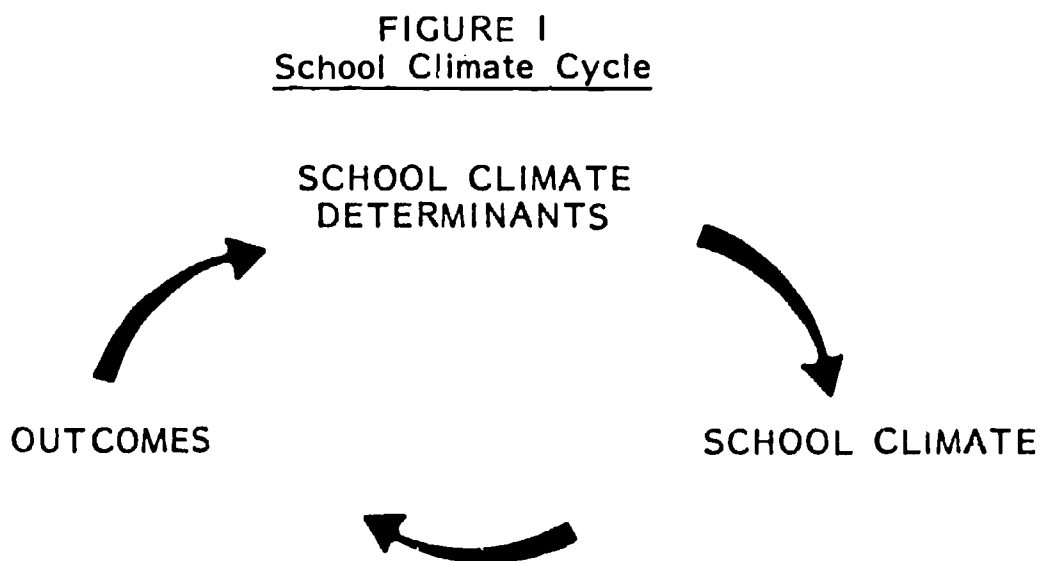 FIGURE I
School Climate Cycle
SCHOOL CLIMATE
DETERMINANTS
OUTCOMES
SCHOOL CLIMATE